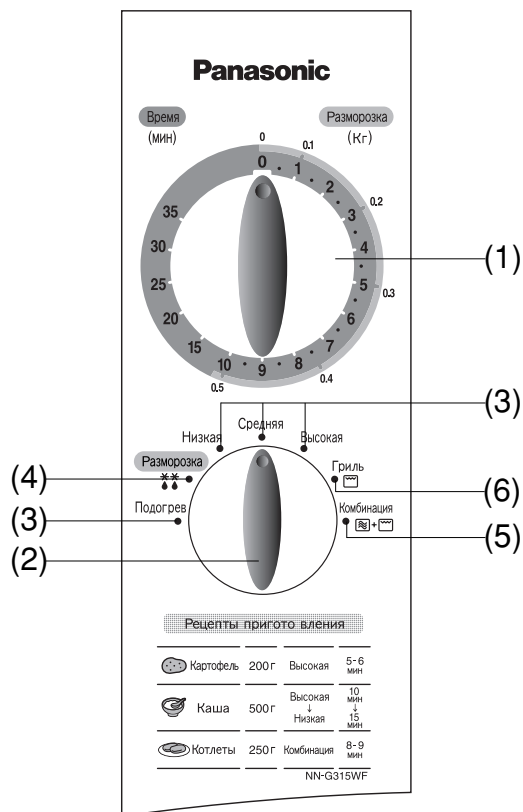 Panasonic
Время
(мин)
Разморозка
(Кг)
0
0.1
0.2
0.3
0.4
0.5
0
1
2
3
4
5
6
7
8
9
10
15
20
25
30
35
(1)
(3)
Низкая
Средняя
Высокая
Разморозка
Гриль
(4)
(6)
(3)
Подогрев
Комбинация
+
(5)
(2)
Рецепты пригото вления
Картофель 200г Высокая 5-6 мин
Каша 500г Высокая ↓ Низкая 10 мин ↓ 15 мин
Котлеты 250г Комбинация 8-9 мин
NN-G315WF